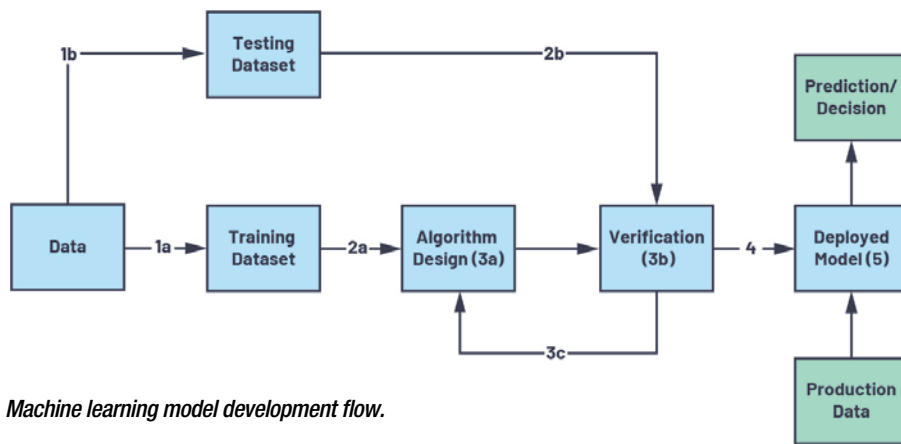 1b
Testing
Dataset
2b
Prediction/
Decision
Data
1a
Training
Dataset
2a
Algorithm
Design (3a)
Verification
(3b)
4
Deployed
Model (5)
3c
Production
Data
Machine learning model development flow.